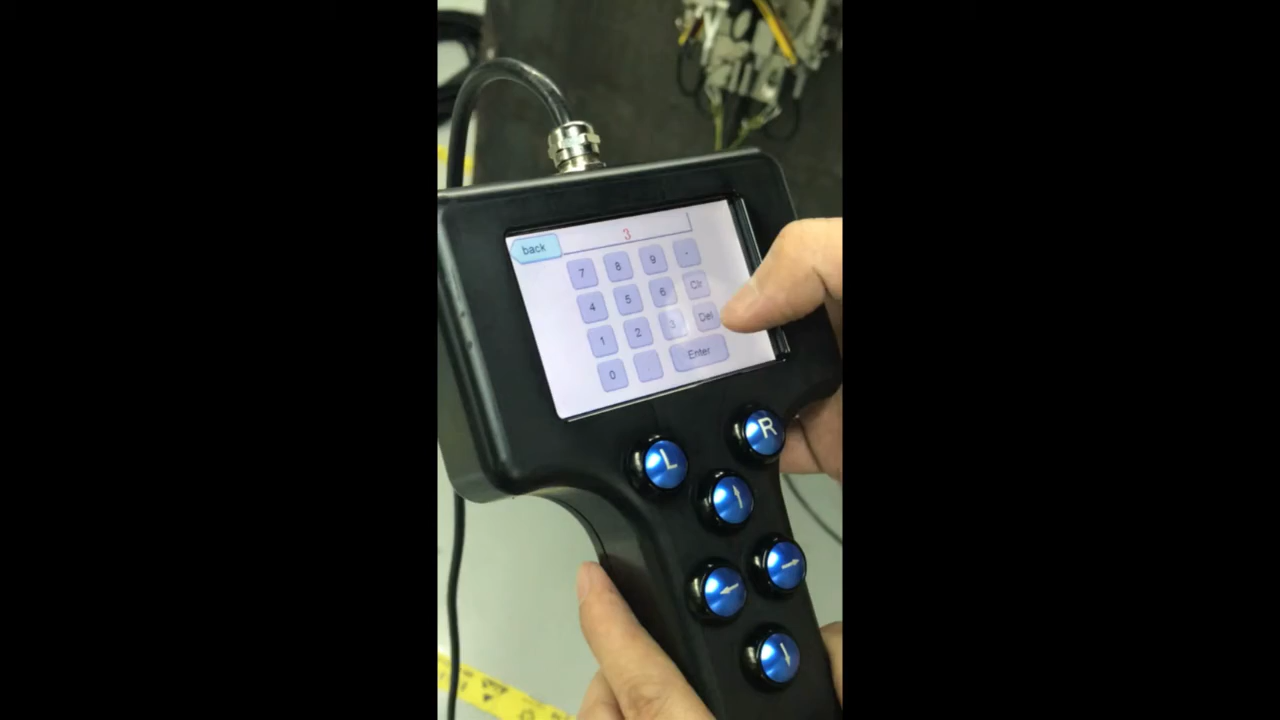 3
back
7 8 9 -
4 5 6 Clr
1 2 3 Del
0 . Enter
L R
↑
← →
↓